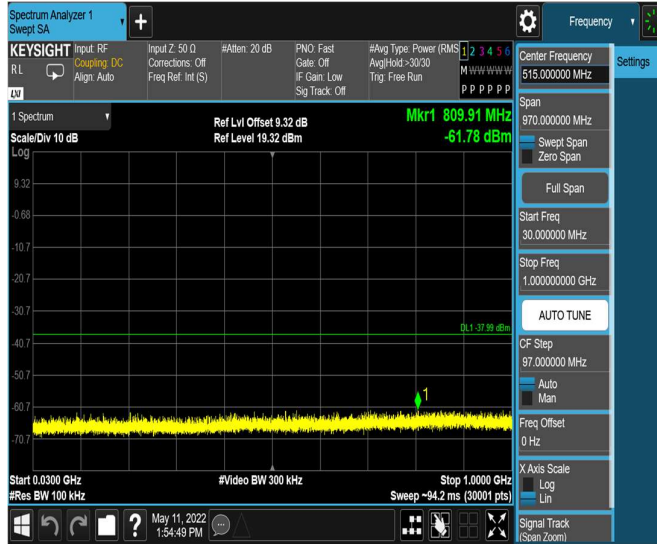 Spectrum Analyzer 1
Swept SA
Frequency
KEYSIGHT
RL
LXI
Input: RF
Coupling: DC
Align: Auto
Input Z: 50 Ω
Corrections: Off
Freq Ref: Int (S)
#Atten: 20 dB
PNO: Fast
Gate: Off
IF Gain: Low
Sig Track: Off
#Avg Type: Power (RMS
Avg|Hold:>30/30
Trig: Free Run
1 2 3 4 5 6
M W W W W W
P P P P P P
Center Frequency
515.000000 MHz
Settings
Span
970.000000 MHz
Swept Span
Zero Span
Full Span
Start Freq
30.000000 MHz
Stop Freq
1.000000000 GHz
AUTO TUNE
CF Step
97.000000 MHz
Auto
Man
Freq Offset
0 Hz
X Axis Scale
Log
Lin
Signal Track
(Span Zoom)
1 Spectrum
Scale/Div 10 dB
Ref Lvl Offset 9.32 dB
Ref Level 19.32 dBm
Mkr1 809.91 MHz
-61.78 dBm
Log
9.32
-0.68
-10.7
-20.7
-30.7
DL1 -37.99 dBm
-40.7
-50.7
1
-60.7
-70.7
Start 0.0300 GHz
#Res BW 100 kHz
#Video BW 300 kHz
Stop 1.0000 GHz
Sweep ~94.2 ms (30001 pts)
?
May 11, 2022
1:54:49 PM